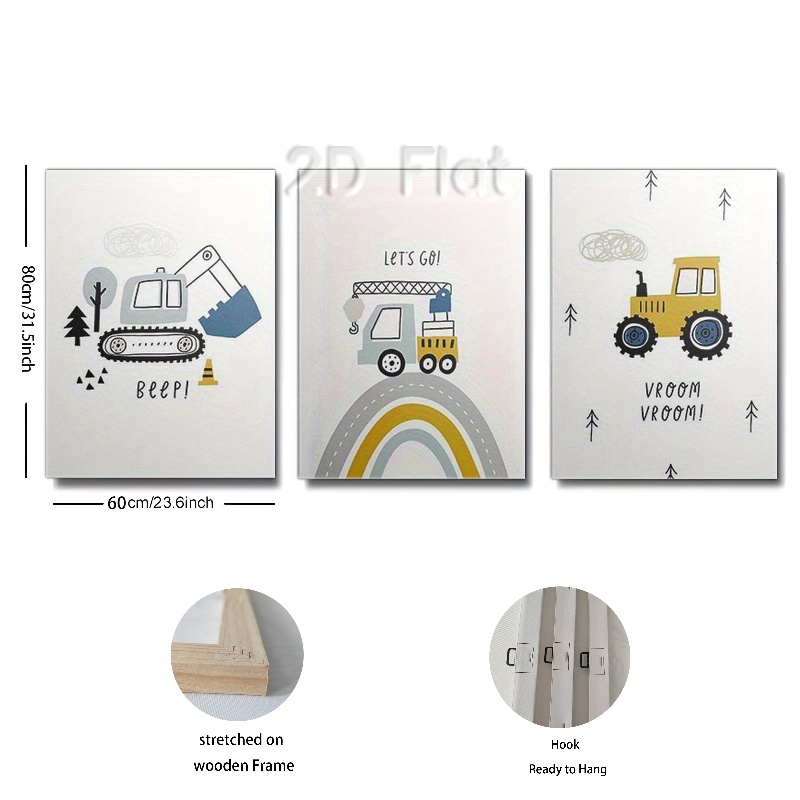 2D Flat
80cm/31.5inch
BEEP!
LET'S GO!
VROOM
VROOM!
60cm/23.6inch
stretched on
wooden Frame
Hook
Ready to Hang